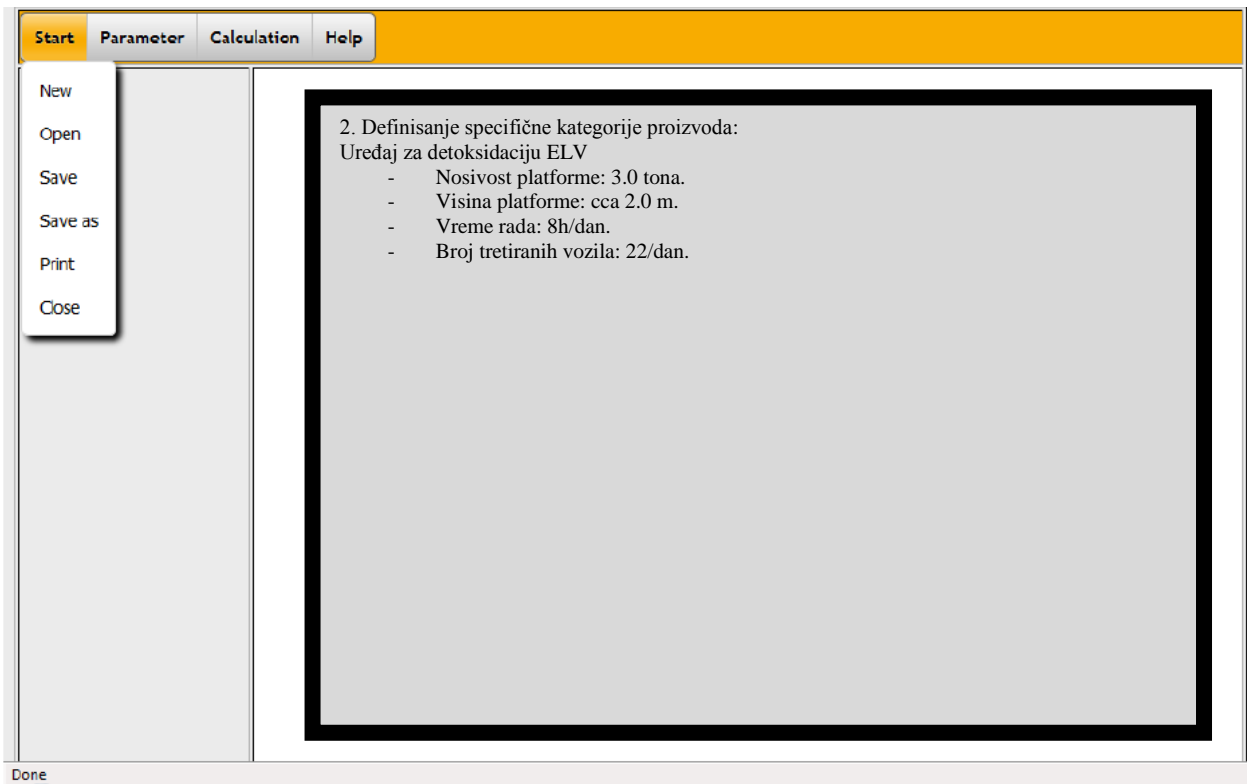 Start Parameter Calculation Help
New
Open
Save
Save as
Print
Close
2. Definisanje specifične kategorije proizvoda:
Uređaj za detoksidaciju ELV
- Nosivost platforme: 3.0 tona.
- Visina platforme: cca 2.0 m.
- Vreme rada: 8h/dan.
- Broj tretiranih vozila: 22/dan.
Done